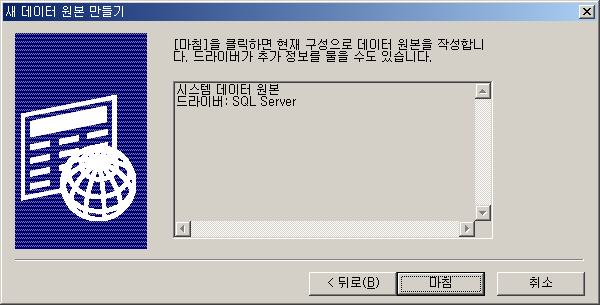 새 데이터 원본 만들기
[마침]을 클릭하면 현재 구성으로 데이터 원본을 작성합니
다. 드라이버가 추가 정보를 물을 수도 있습니다.
시스템 데이터 원본
드라이버: SQL Server
< 뒤로(B)
마침
취소